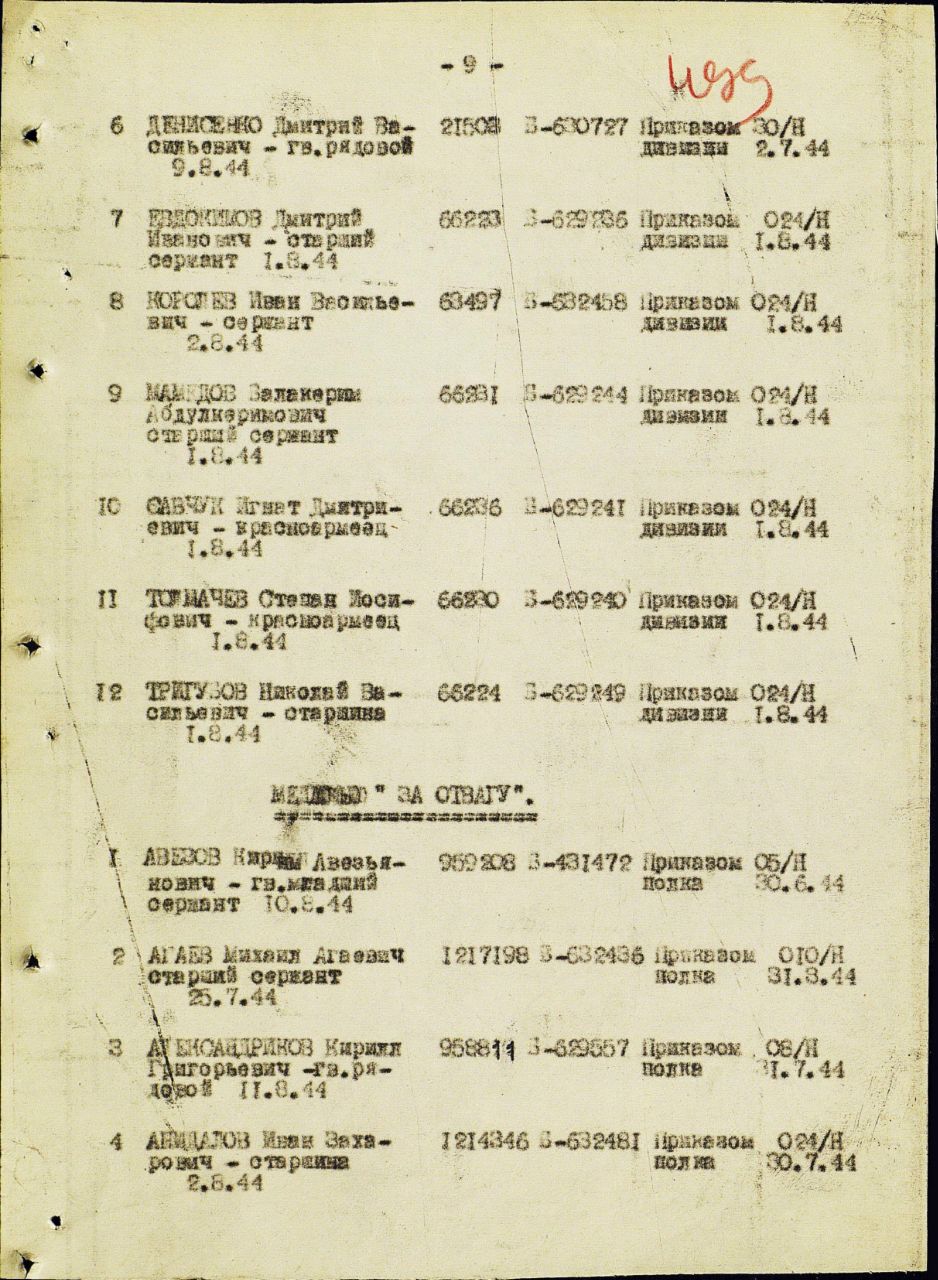 - 9 -
6 ДЕНИСЕНКО Дмитрий Ва- 21503 Б-630727 Приказом 30/Н
сильевич - гв.рядовой дивизии 2.7.44
9.8.44
7 ЕВДОКИМОВ Дмитрий 66223 Б-629236 Приказом 024/Н
Иванович - старший дивизии 1.8.44
сержант 1.8.44
8 КОРОЛЕВ Иван Василье- 63497 Б-632458 Приказом 024/Н
вич - сержант дивизии 1.8.44
2.8.44
9 МАМЕДОВ Валакерим 66231 Б-629244 Приказом 024/Н
Абдулкеримович дивизии 1.8.44
старший сержант
1.8.44
10 САВЧУК Игнат Дмитри- 66236 Б-629241 Приказом 024/Н
евич - красноармеец дивизии 1.8.44
1.8.44
11 ТОЛМАЧЕВ Степан Иоси- 66230 Б-629240 Приказом 024/Н
фович - красноармеец дивизии 1.8.44
1.8.44
12 ТРИГУБОВ Николай Ва- 66224 Б-629249 Приказом 024/Н
сильевич - старшина дивизии 1.8.44
1.8.44
МЕДАЛЬЮ " ЗА ОТВАГУ".
1 АВЕЗОВ Авезья- 959208 Б-431472 Приказом 05/Н
нович - гв.младший полка 30.6.44
сержант 10.8.44
2 АГАЕВ Михаил Агаевич 1217198 Б-632436 Приказом 010/Н
старший сержант полка 31.3.44
25.7.44
3 АЛЕКСАНДРИКОВ Кирилл 958811 Б-629557 Приказом 08/Н
Григорьевич -гв.ря- полка 31.7.44
довой 11.8.44
4 Иван Заха- 1214346 Б-632481 Приказом 024/Н
рович - старшина полка 30.7.44
2.8.44